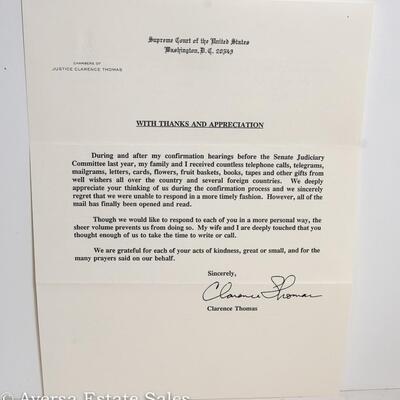 Supreme Court of the United States
Washington, D. C. 20543
CHAMBERS OF
JUSTICE CLARENCE THOMAS
WITH THANKS AND APPRECIATION
During and after my confirmation hearings before the Senate Judiciary
Committee last year, my family and I received countless telephone calls, telegrams,
mailgrams, letters, cards, flowers, fruit baskets, books, tapes and other gifts from
well wishers all over the country and several foreign countries. We deeply
appreciate your thinking of us during the confirmation process and we sincerely
regret that we were unable to respond in a more timely fashion. However, all of the
mail has finally been opened and read.
Though we would like to respond to each of you in a more personal way, the
sheer volume prevents us from doing so. My wife and I are deeply touched that you
thought enough of us to take the time to write or call.
We are grateful for each of your acts of kindness, great or small, and for the
many prayers said on our behalf.
Sincerely,
Clarence Thomas
Clarence Thomas
© Aversa Estate Sales